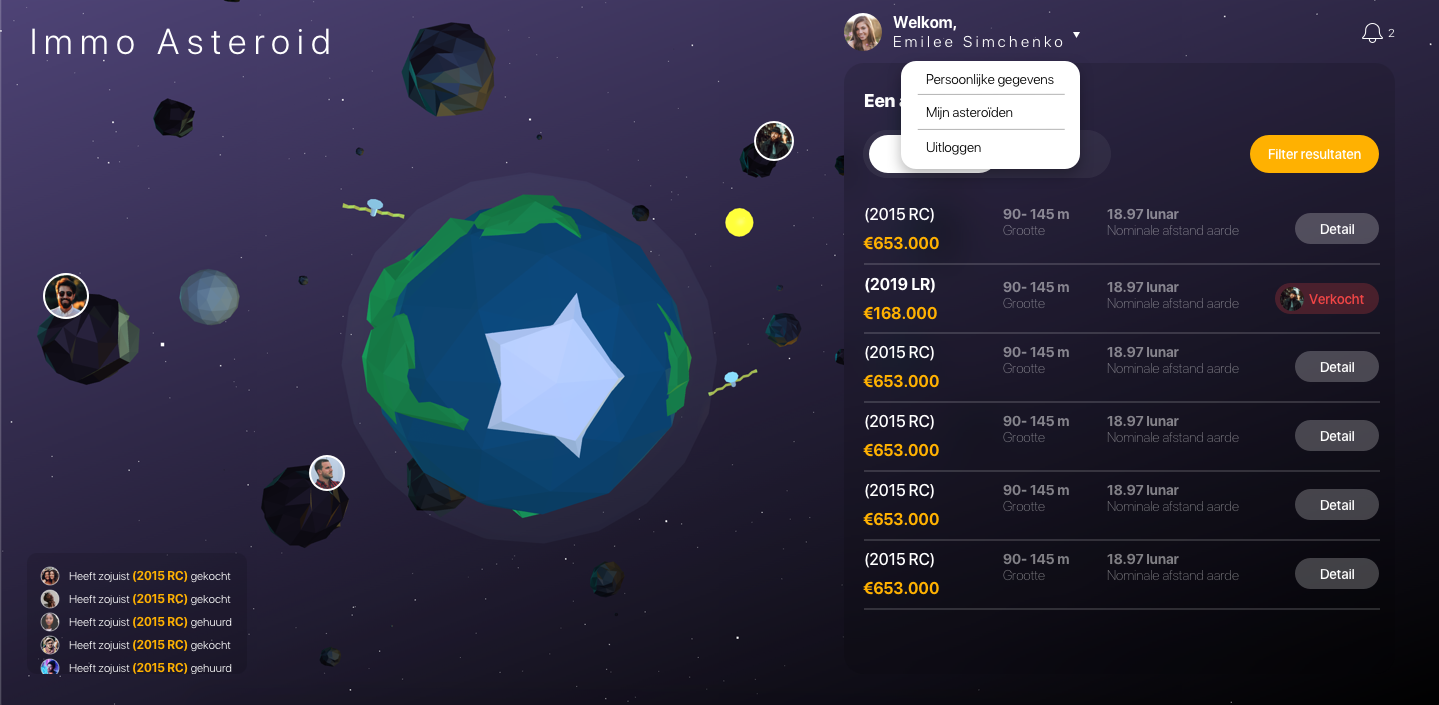 Immo Asteroid
Welkom,
Emilee Simchenko
2
Persoonlijke gegevens
Mijn asteroïden
Uitloggen
Een
Filter resultaten
(2015 RC)
€653.000
90- 145 m
Grootte
18.97 lunar
Nominale afstand aarde
Detail
(2019 LR)
€168.000
90- 145 m
Grootte
18.97 lunar
Nominale afstand aarde
Verkocht
(2015 RC)
€653.000
90- 145 m
Grootte
18.97 lunar
Nominale afstand aarde
Detail
(2015 RC)
€653.000
90- 145 m
Grootte
18.97 lunar
Nominale afstand aarde
Detail
(2015 RC)
€653.000
90- 145 m
Grootte
18.97 lunar
Nominale afstand aarde
Detail
(2015 RC)
€653.000
90- 145 m
Grootte
18.97 lunar
Nominale afstand aarde
Detail
Heeft zojuist (2015 RC) gekocht
Heeft zojuist (2015 RC) gekocht
Heeft zojuist (2015 RC) gehuurd
Heeft zojuist (2015 RC) gekocht
Heeft zojuist (2015 RC) gehuurd